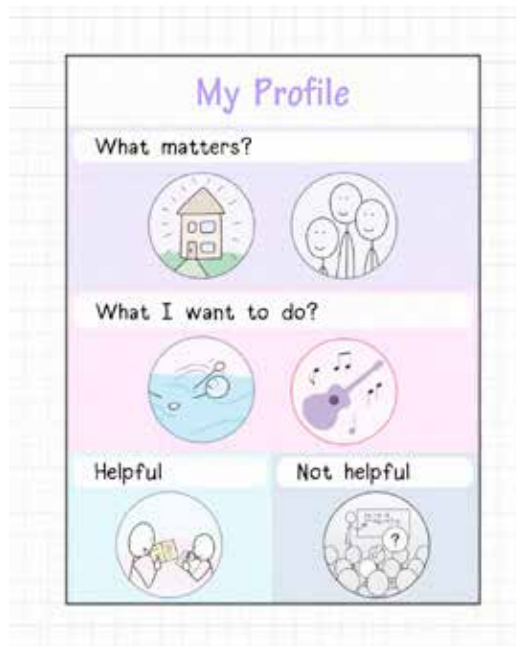 My Profile
What matters?
What I want to do?
Helpful
Not helpful
?